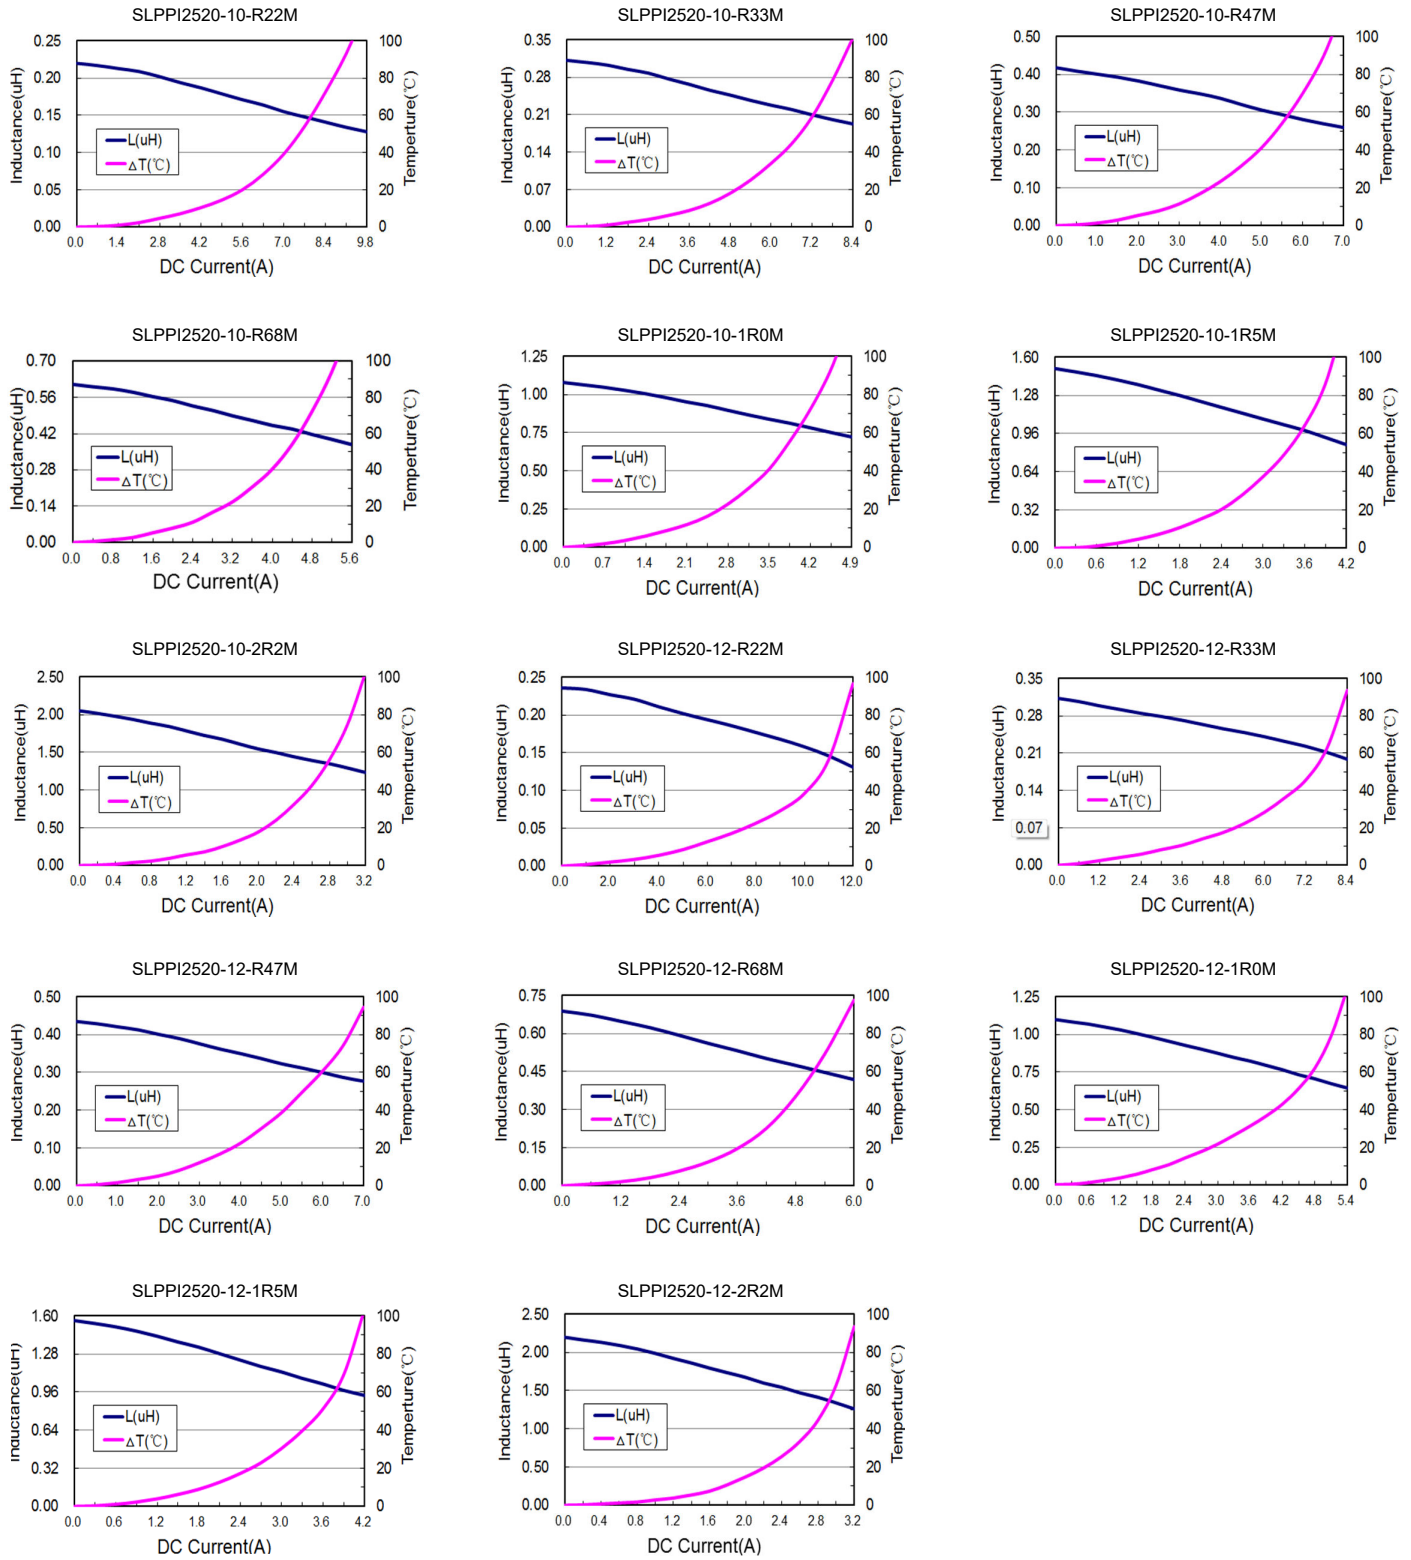 SLPPI2520-10-R22M
0.25
0.20
0.15
0.10
0.05
0.00
Inductance(uH)
L(uH)
△T(℃)
100
80
60
40
20
0
Temperture(℃)
0.0 1.4 2.8 4.2 5.6 7.0 8.4 9.8
DC Current(A)
SLPPI2520-10-R33M
0.35
0.28
0.21
0.14
0.07
0.00
Inductance(uH)
L(uH)
△T(℃)
100
80
60
40
20
0
Temperture(℃)
0.0 1.2 2.4 3.6 4.8 6.0 7.2 8.4
DC Current(A)
SLPPI2520-10-R47M
0.50
0.40
0.30
0.20
0.10
0.00
Inductance(uH)
L(uH)
△T(℃)
100
80
60
40
20
0
Temperture(℃)
0.0 1.0 2.0 3.0 4.0 5.0 6.0 7.0
DC Current(A)
SLPPI2520-10-R68M
0.70
0.56
0.42
0.28
0.14
0.00
Inductance(uH)
L(uH)
△T(℃)
100
80
60
40
20
0
Temperture(℃)
0.0 0.8 1.6 2.4 3.2 4.0 4.8 5.6
DC Current(A)
SLPPI2520-10-1R0M
1.25
1.00
0.75
0.50
0.25
0.00
Inductance(uH)
L(uH)
△T(℃)
100
80
60
40
20
0
Temperture(℃)
0.0 0.7 1.4 2.1 2.8 3.5 4.2 4.9
DC Current(A)
SLPPI2520-10-1R5M
1.60
1.28
0.96
0.64
0.32
0.00
Inductance(uH)
L(uH)
△T(℃)
100
80
60
40
20
0
Temperture(℃)
0.0 0.6 1.2 1.8 2.4 3.0 3.6 4.2
DC Current(A)
SLPPI2520-10-2R2M
2.50
2.00
1.50
1.00
0.50
0.00
Inductance(uH)
L(uH)
△T(℃)
100
80
60
40
20
0
Temperture(℃)
0.0 0.4 0.8 1.2 1.6 2.0 2.4 2.8 3.2
DC Current(A)
SLPPI2520-12-R22M
0.25
0.20
0.15
0.10
0.05
0.00
Inductance(uH)
L(uH)
△T(℃)
100
80
60
40
20
0
Temperture(℃)
0.0 2.0 4.0 6.0 8.0 10.0 12.0
DC Current(A)
SLPPI2520-12-R33M
0.35
0.28
0.21
0.14
0.07
0.00
Inductance(uH)
L(uH)
△T(℃)
100
80
60
40
20
0
Temperture(℃)
0.0 1.2 2.4 3.6 4.8 6.0 7.2 8.4
DC Current(A)
SLPPI2520-12-R47M
0.50
0.40
0.30
0.20
0.10
0.00
Inductance(uH)
L(uH)
△T(℃)
100
80
60
40
20
0
Temperture(℃)
0.0 1.0 2.0 3.0 4.0 5.0 6.0 7.0
DC Current(A)
SLPPI2520-12-R68M
0.75
0.60
0.45
0.30
0.15
0.00
Inductance(uH)
L(uH)
△T(℃)
100
80
60
40
20
0
Temperture(℃)
0.0 1.2 2.4 3.6 4.8 6.0
DC Current(A)
SLPPI2520-12-1R0M
1.25
1.00
0.75
0.50
0.25
0.00
Inductance(uH)
L(uH)
△T(℃)
100
80
60
40
20
0
Temperture(℃)
0.0 0.6 1.2 1.8 2.4 3.0 3.6 4.2 4.8 5.4
DC Current(A)
SLPPI2520-12-1R5M
1.60
1.28
0.96
0.64
0.32
0.00
Inductance(uH)
L(uH)
△T(℃)
100
80
60
40
20
0
Temperture(℃)
0.0 0.6 1.2 1.8 2.4 3.0 3.6 4.2
DC Current(A)
SLPPI2520-12-2R2M
2.50
2.00
1.50
1.00
0.50
0.00
Inductance(uH)
L(uH)
△T(℃)
100
80
60
40
20
0
Temperture(℃)
0.0 0.4 0.8 1.2 1.6 2.0 2.4 2.8 3.2
DC Current(A)